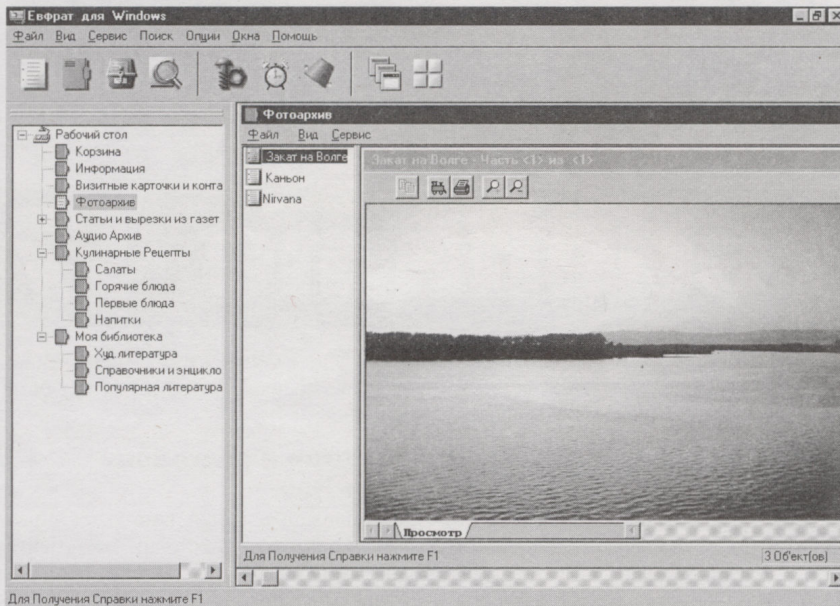 Евфрат для Windows
Файл Вид Сервис Поиск Опции Окна Помощь
Рабочий стол
Корзина
Информация
Визитные карточки и конта
Фотоархив
Статьи и вырезки из газет
Аудио Архив
Кулинарные Рецепты
Салаты
Горячие блюда
Первые блюда
Напитки
Моя библиотека
Худ. литература
Справочники и энцикло
Популярная литература
Фотоархив
Файл Вид Сервис
Закат на Волге
Каньон
Nirvana
Закат на Волге - Часть <1> из <1>
Просмотр
Для Получения Справки нажмите F1
3 Объект(ов)
Для Получения Справки нажмите F1